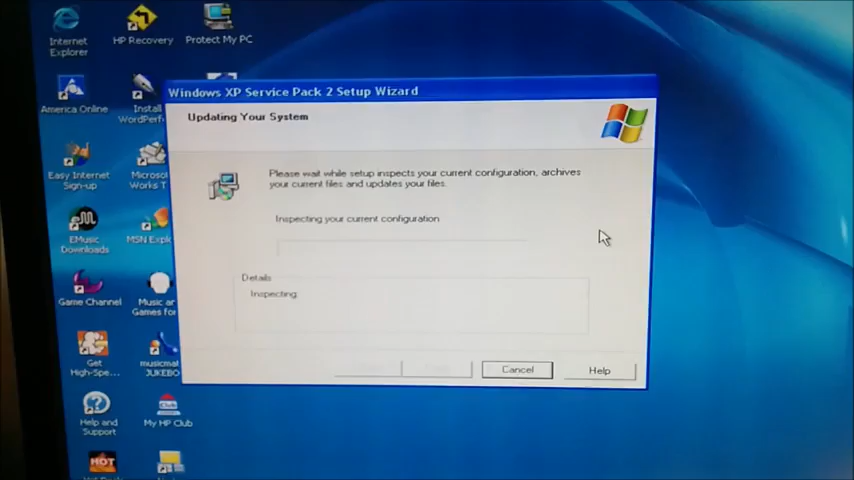 Internet
Explorer
HP Recovery
Protect My PC
America Online
Install
WordPerf
Easy Internet
Sign-up
Microso
Works T
EMusic
Downloads
MSN Explo
Game Channel
Music ar
Games for
Get
High-Spe...
musicmat
JUKEBO
Help and
Support
Club
My HP Club
HOT
Windows XP Service Pack 2 Setup Wizard
Updating Your System
Please wait while setup inspects your current configuration, archives
your current files and updates your files.
Inspecting your current configuration
Details
Inspecting
Cancel
Help